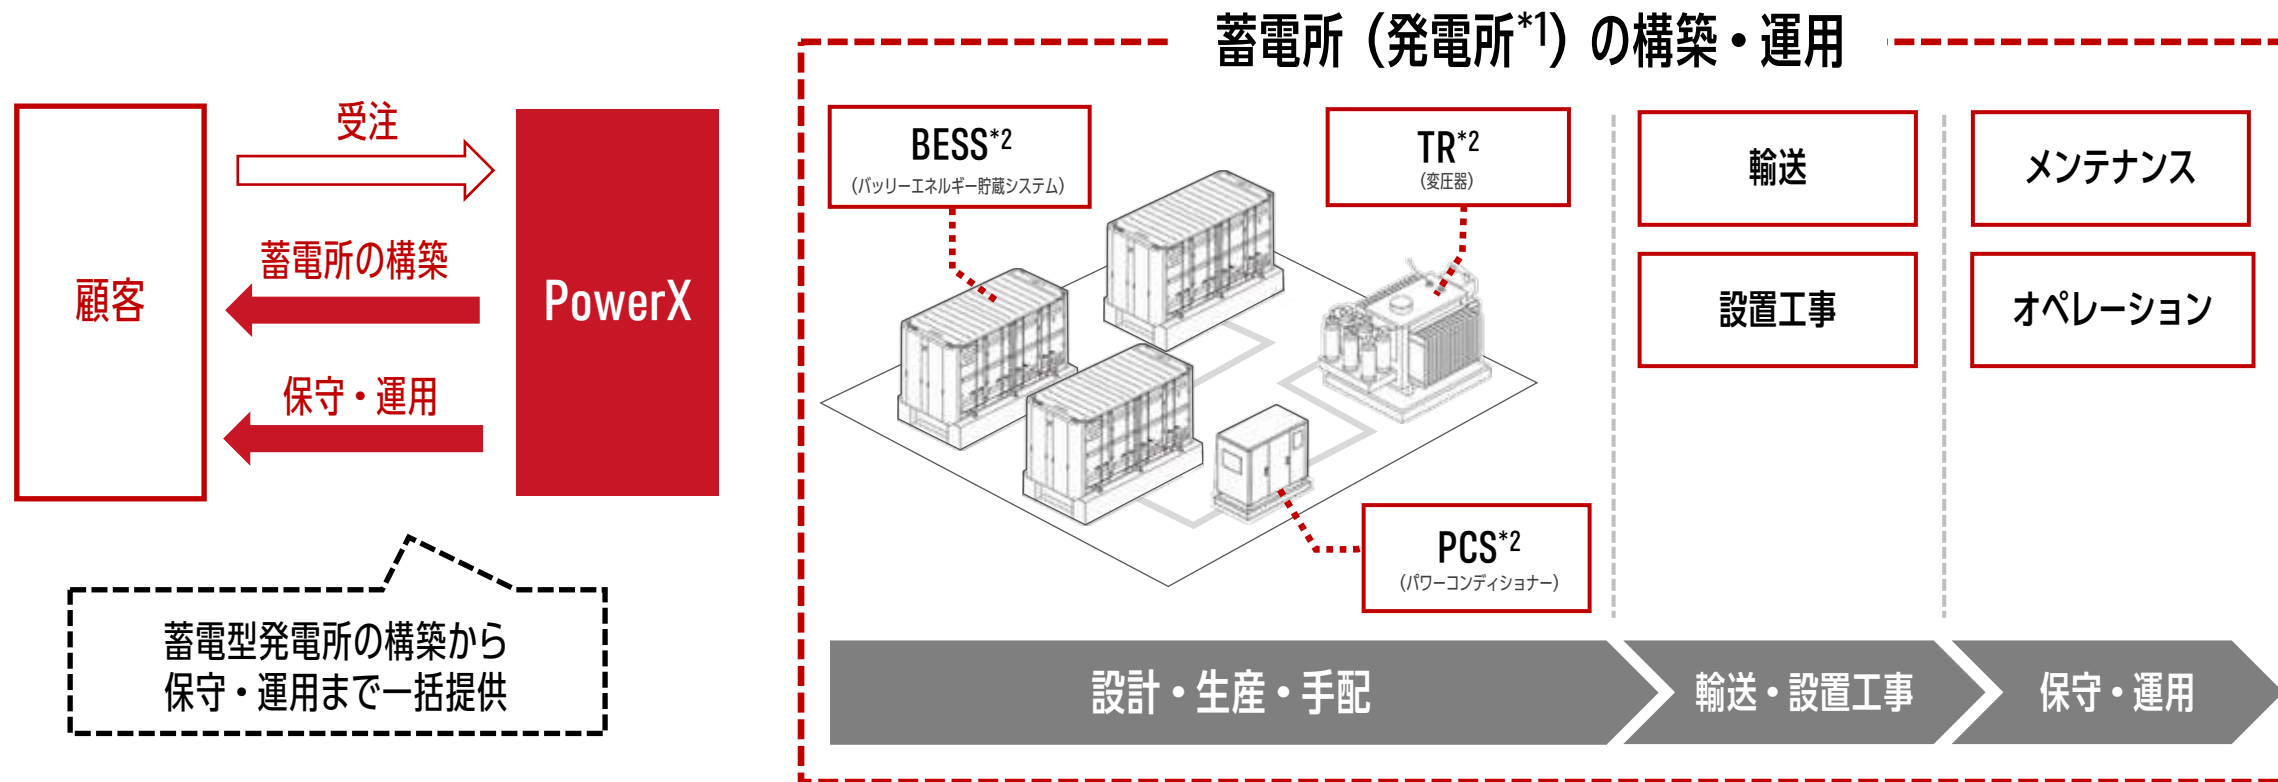 蓄電所（発電所*1）の構築・運用
受注
蓄電所の構築
保守・運用
顧客
PowerX
蓄電型発電所の構築から
保守・運用まで一括提供
BESS*2
（バッリーエネルギー貯蔵システム）
TR*2
（変圧器）
PCS*2
（パワーコンディショナー）
輸送
設置工事
メンテナンス
オペレーション
設計・生産・手配
輸送・設置工事
保守・運用